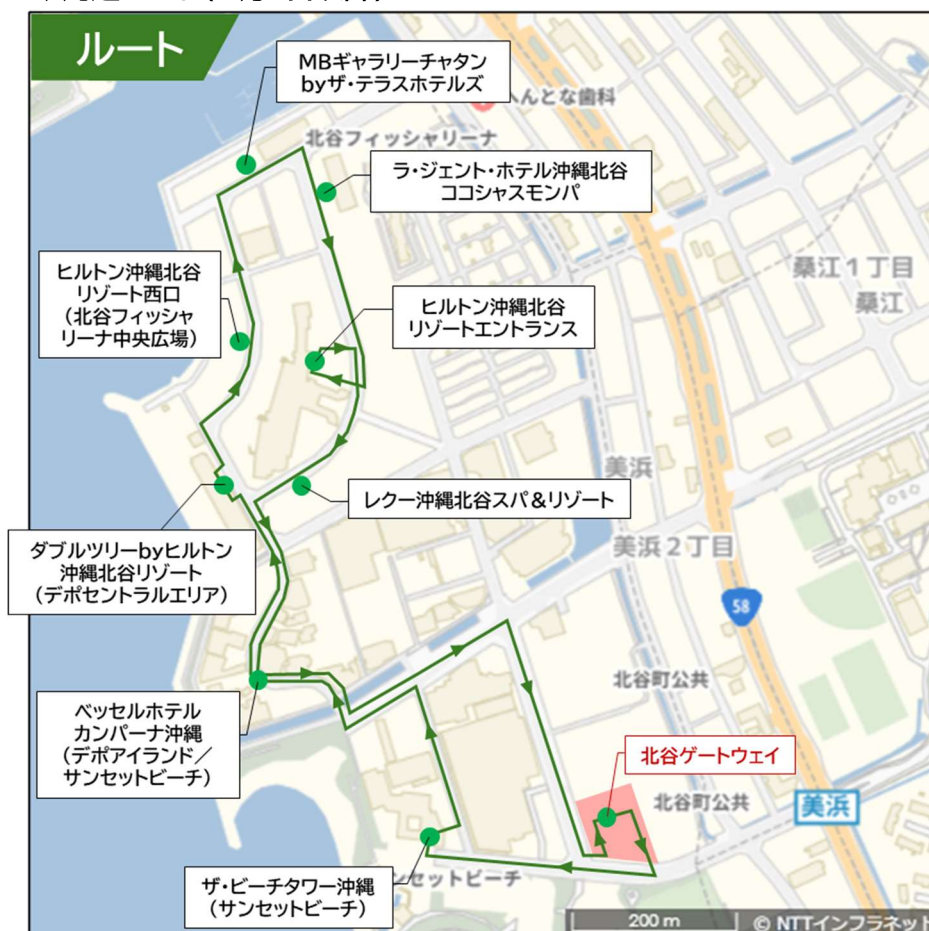 ルート
MBギャラリーチャタン
byザ・テラスホテルズ
へんとな歯科
北谷フィッシャリーナ
ラ・ジェント・ホテル沖縄北谷
ココシャスモンパ
ヒルトン沖縄北谷
リゾート西口
(北谷フィッシャ
リーナ中央広場)
ヒルトン沖縄北谷
リゾートエントランス
桑江1丁目
桑江
美浜
レクー沖縄北谷スパ&リゾート
美浜2丁目
ダブルツリーbyヒルトン
沖縄北谷リゾート
(デポセントラルエリア)
58
北谷町公共
ベッセルホテル
カンパーナ沖縄
(デポアイランド/
サンセットビーチ)
北谷ゲートウェイ
北谷町公共
美浜
ザ・ビーチタワー沖縄
(サンセットビーチ)
ンセットビーチ
200 m
© NTTインフラネット